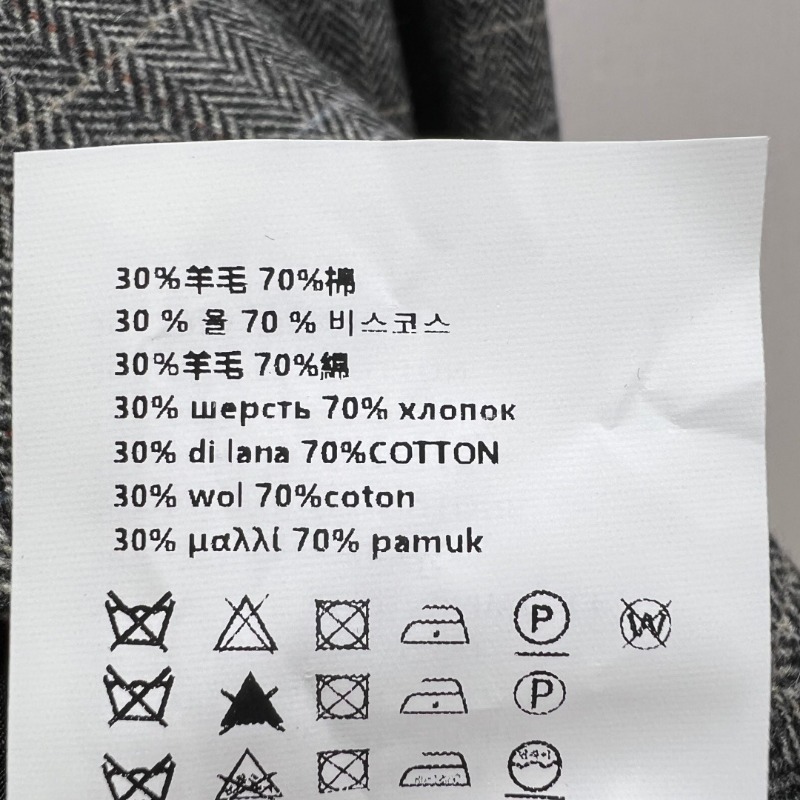 30%羊毛 70%棉
30 % 울 70 % 비스코스
30%羊毛 70%綿
30% шерсть 70% хлопок
30% di lana 70%COTTON
30% wol 70%coton
30% μαλλί 70% pamuk
P W
P